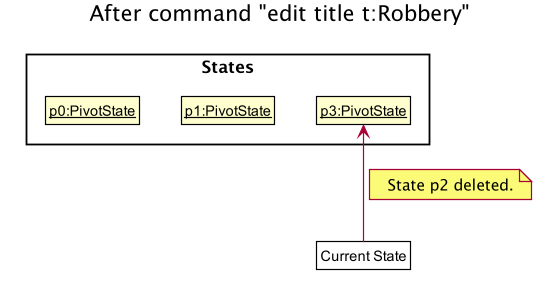 After command "edit title t:Robbery"
States
p0:PivotState
p1:PivotState
p3:PivotState
State p2 deleted.
Current State